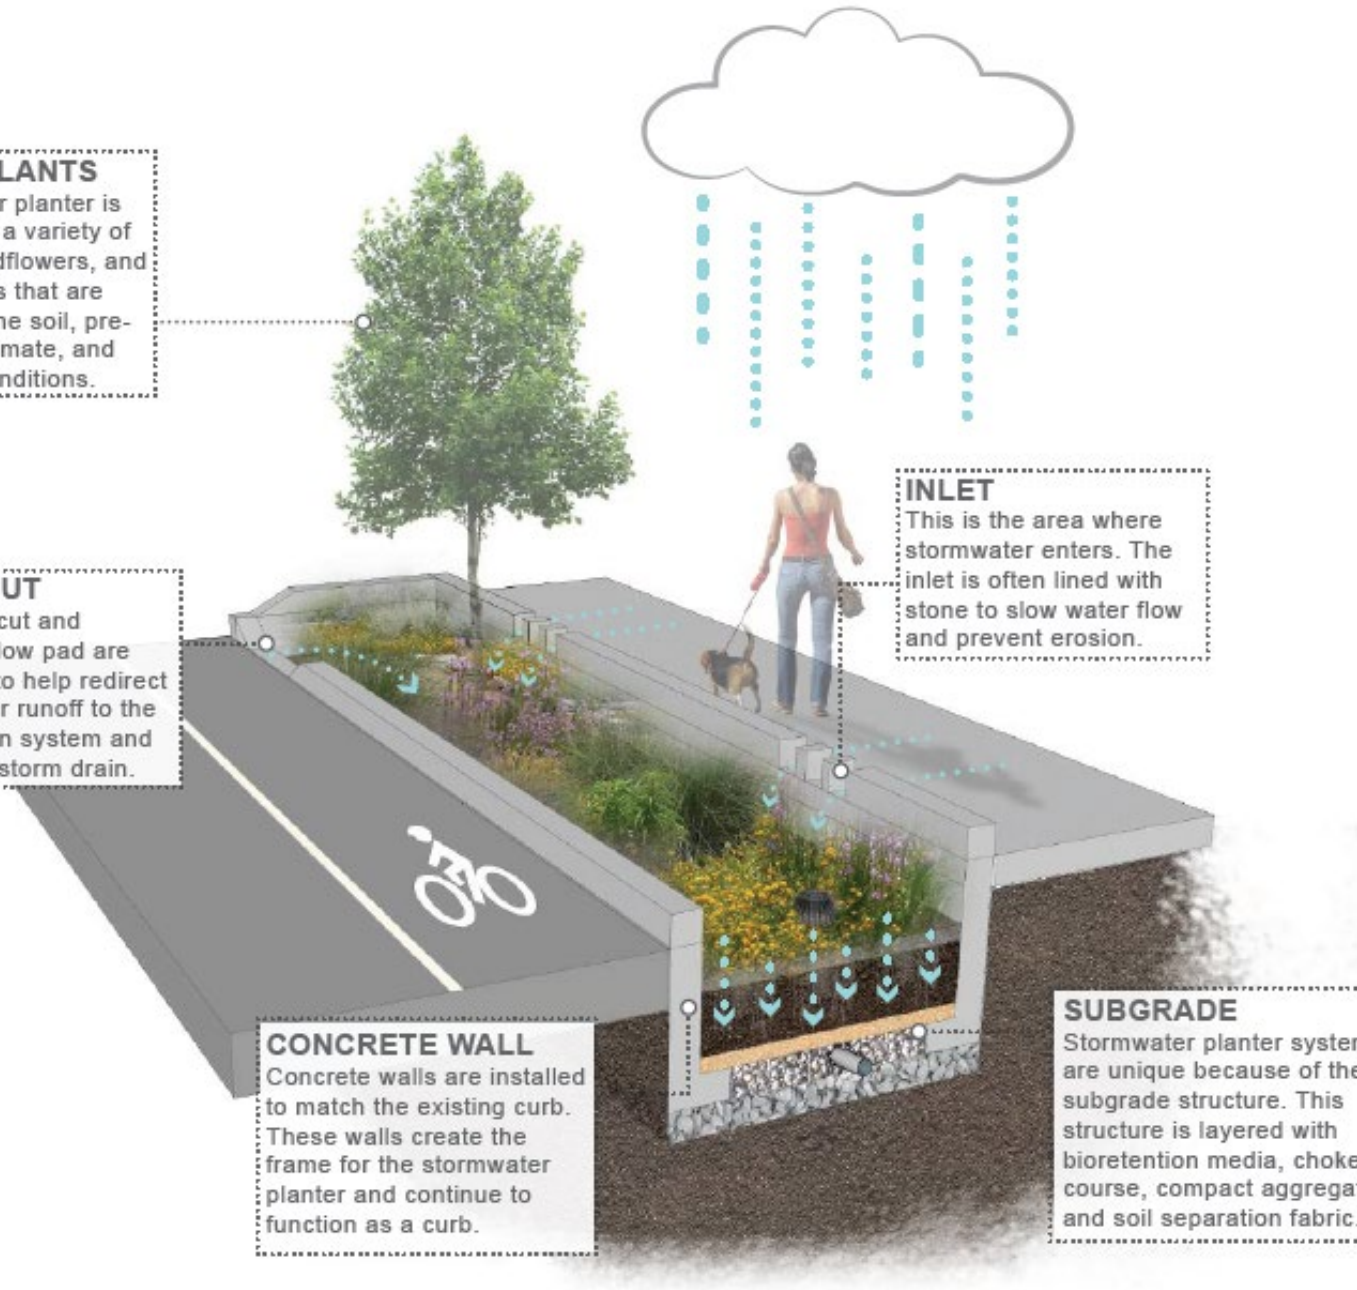 LANTS
r planter is
a variety of
dflowers, and
s that are
ne soil, pre-
mate, and
nditions.
UT
cut and
low pad are
to help redirect
r runoff to the
n system and
storm drain.
INLET
This is the area where
stormwater enters. The
inlet is often lined with
stone to slow water flow
and prevent erosion.
CONCRETE WALL
Concrete walls are installed
to match the existing curb.
These walls create the
frame for the stormwater
planter and continue to
function as a curb.
SUBGRADE
Stormwater planter system
are unique because of the
subgrade structure. This
structure is layered with
bioretention media, choke
course, compact aggrega
and soil separation fabric.